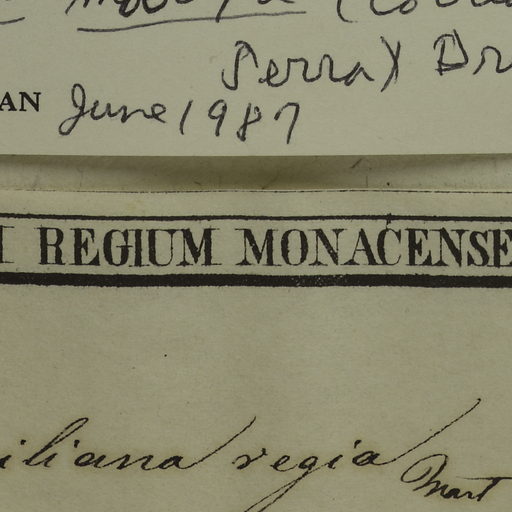 Serra) Dr
AN June 1987
REGIUM MONACENSE
iliana regia Mart